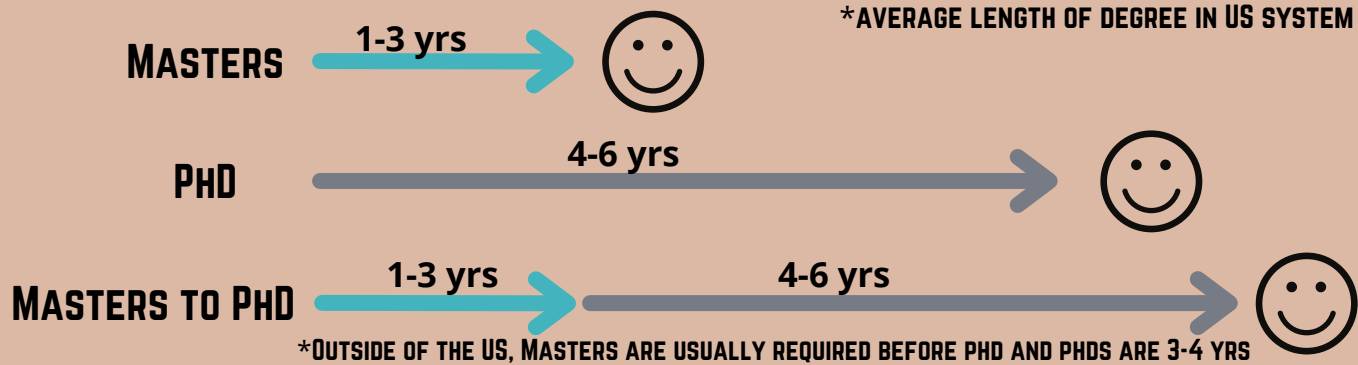 *AVERAGE LENGTH OF DEGREE IN US SYSTEM
MASTERS
1-3 yrs
PHD
4-6 yrs
MASTERS TO PHD
1-3 yrs
4-6 yrs
*OUTSIDE OF THE US, MASTERS ARE USUALLY REQUIRED BEFORE PHD AND PHDS ARE 3-4 YRS